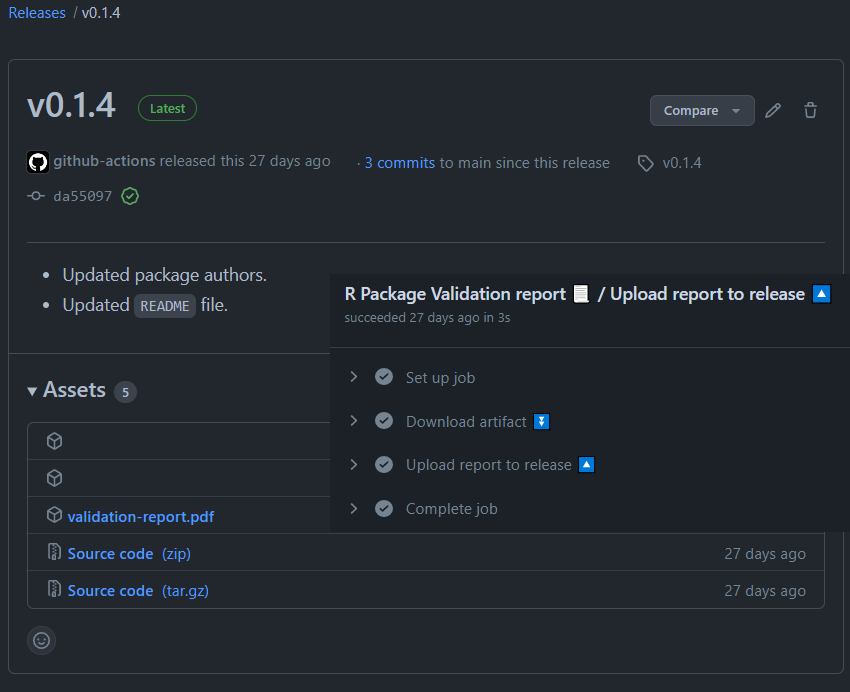 Releases / v0.1.4
v0.1.4 Latest Compare
github-actions released this 27 days ago · 3 commits to main since this release v0.1.4
da55097
• Updated package authors.
• Updated README file.
R Package Validation report 📃 / Upload report to release 🔼
succeeded 27 days ago in 3s
Set up job
Download artifact ⏬
Upload report to release 🔼
Complete job
Assets 5
validation-report.pdf
Source code (zip) 27 days ago
Source code (tar.gz) 27 days ago